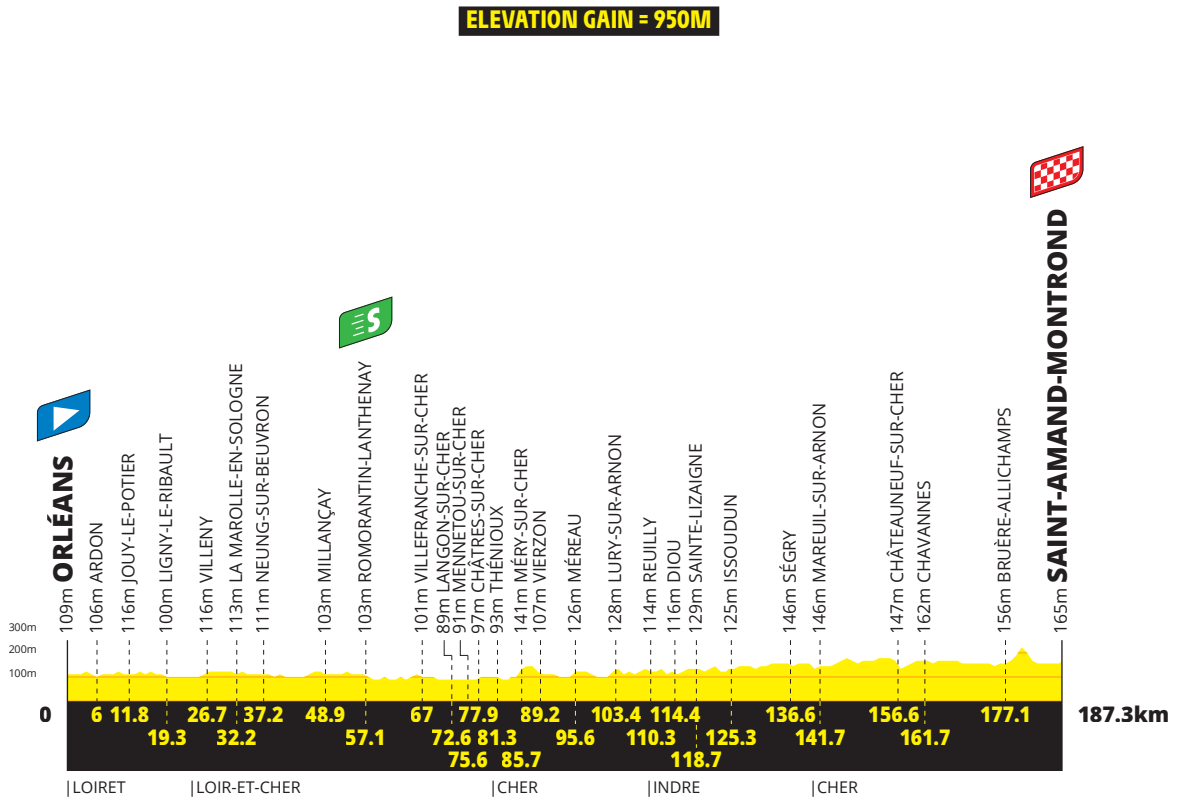 ELEVATION GAIN = 950M
S
109m ORLÉANS
106m ARDON
116m JOUY-LE-POTIER
100m LIGNY-LE-RIBAULT
116m VILLENY
113m LA MAROLLE-EN-SOLOGNE
111m NEUNG-SUR-BEUVRON
103m MILLANÇAY
103m ROMORANTIN-LANTHENAY
101m VILLEFRANCHE-SUR-CHER
89m LANGON-SUR-CHER
91m MENNETOU-SUR-CHER
97m CHÂTRES-SUR-CHER
93m THÉNIOUX
141m MÉRY-SUR-CHER
107m VIERZON
126m MÉREAU
128m LURY-SUR-ARNON
114m REUILLY
116m DIOU
129m SAINTE-LIZAIGNE
125m ISSOUDUN
146m SÉGRY
146m MAREUIL-SUR-ARNON
147m CHÂTEAUNEUF-SUR-CHER
162m CHAVANNES
156m BRUÈRE-ALLICHAMPS
165m SAINT-AMAND-MONTROND
300m
200m
100m
0 6 11.8 26.7 37.2 48.9 67 77.9 89.2 103.4 114.4 136.6 156.6 177.1 187.3km
19.3 32.2 57.1 72.6 81.3 95.6 110.3 125.3 141.7 161.7
75.6 85.7 118.7
|LOIRET |LOIR-ET-CHER |CHER |INDRE |CHER